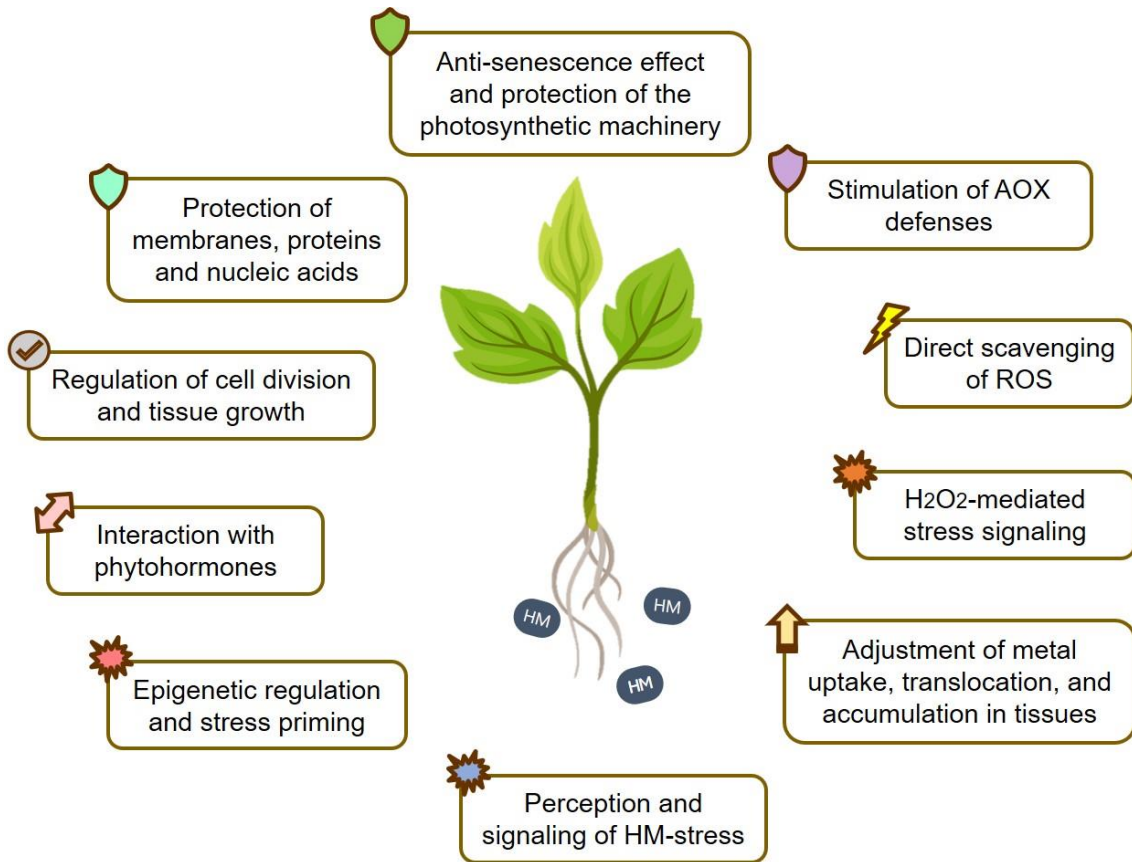 Anti-senescence effect
and protection of the
photosynthetic machinery
Protection of
membranes, proteins
and nucleic acids
Stimulation of AOX
defenses
Regulation of cell division
and tissue growth
Direct scavenging
of ROS
Interaction with
phytohormones
H2O2-mediated
stress signaling
HM
HM
HM
Epigenetic regulation
and stress priming
Adjustment of metal
uptake, translocation, and
accumulation in tissues
Perception and
signaling of HM-stress